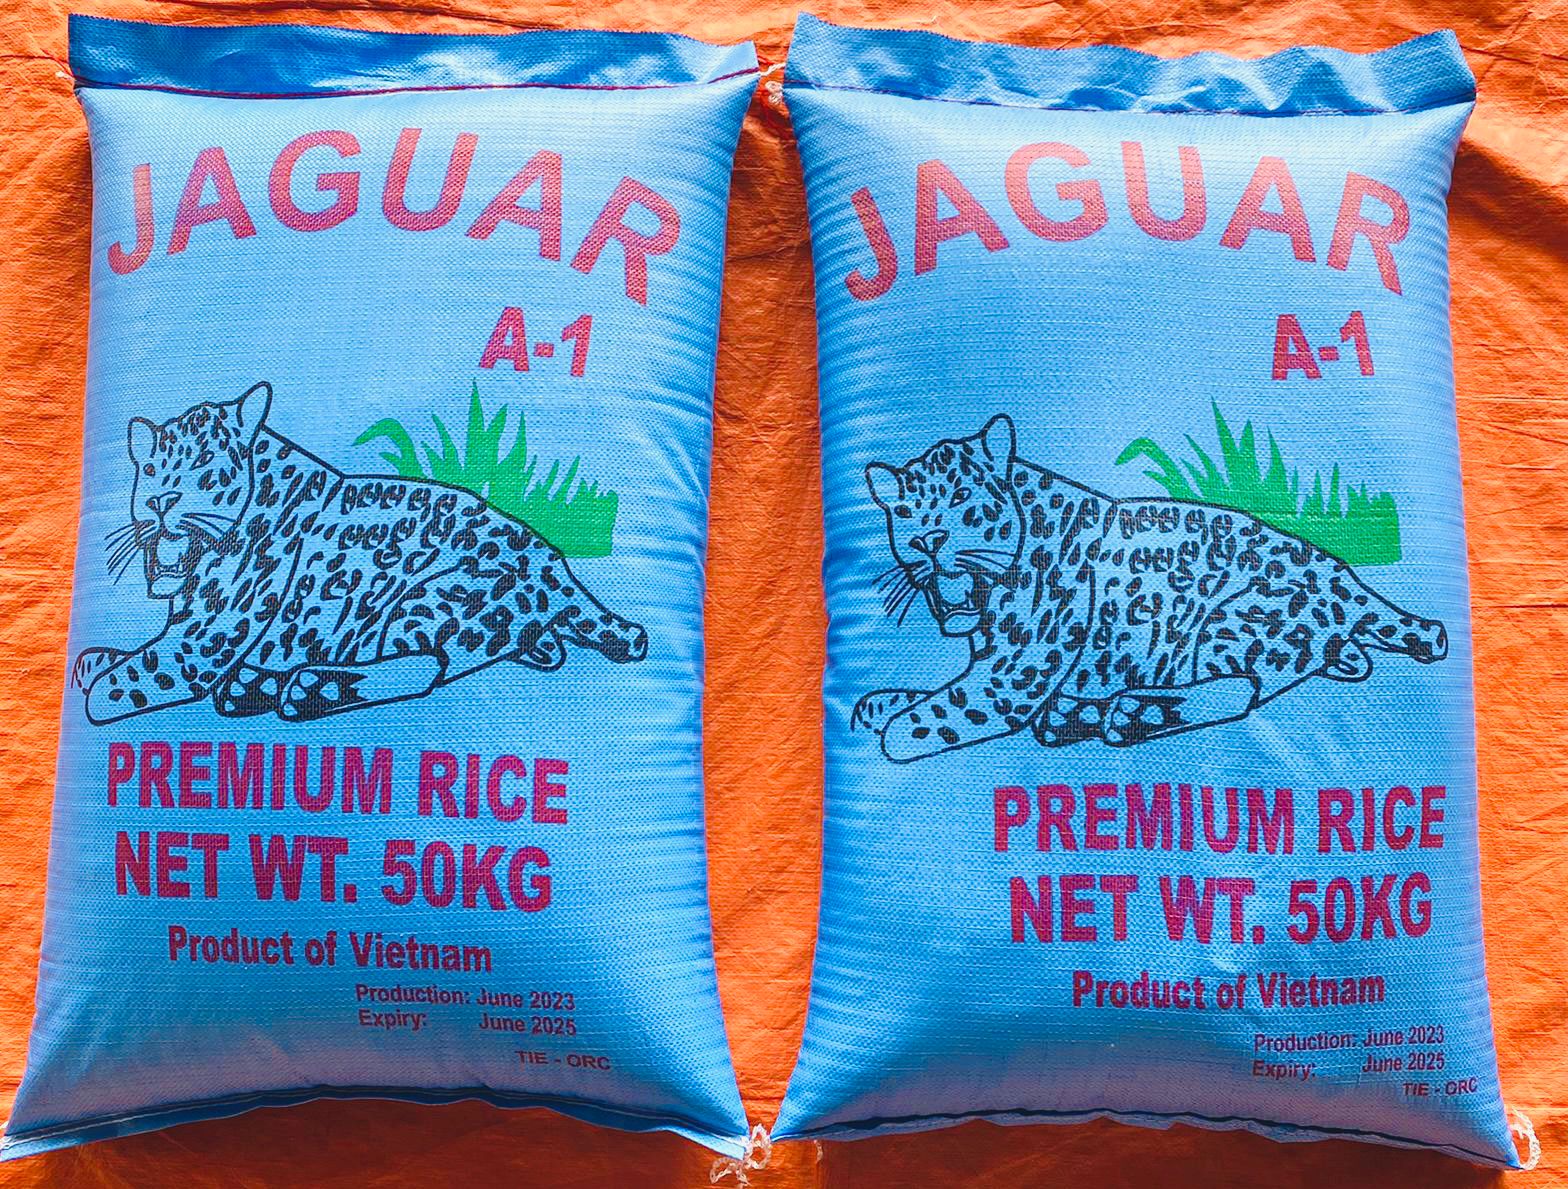 JAGUAR
A-1
PREMIUM RICE
NET WT. 50KG
Product of Vietnam
Production: June 2023
Expiry: June 2025
TIE - ORC
JAGUAR
A-1
PREMIUM RICE
NET WT. 50KG
Product of Vietnam
Production: June 2023
Expiry: June 2025
TIE - ORC